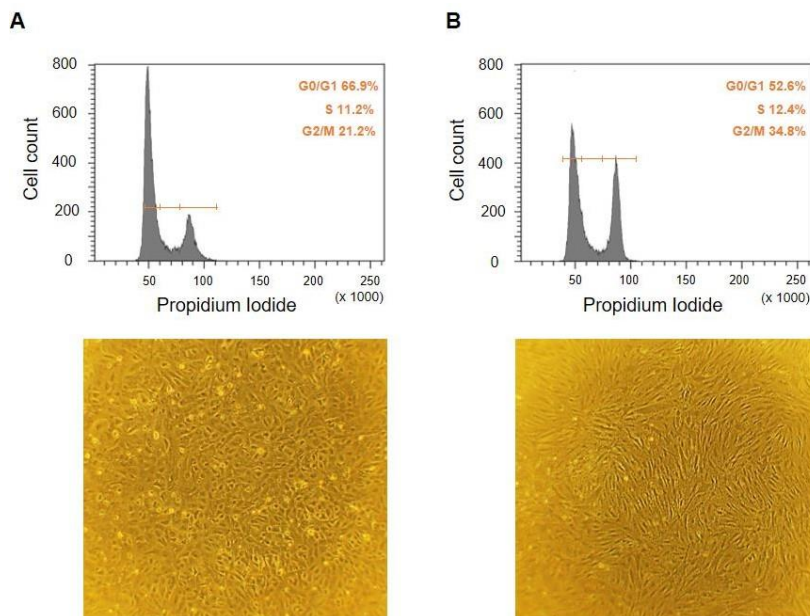 A
800
600
400
200
0
Cell count
G0/G1 66.9%
S 11.2%
G2/M 21.2%
50 100 150 200 250
(x 1000)
Propidium Iodide
B
800
600
400
200
0
Cell count
G0/G1 52.6%
S 12.4%
G2/M 34.8%
50 100 150 200 250
(x 1000)
Propidium Iodide